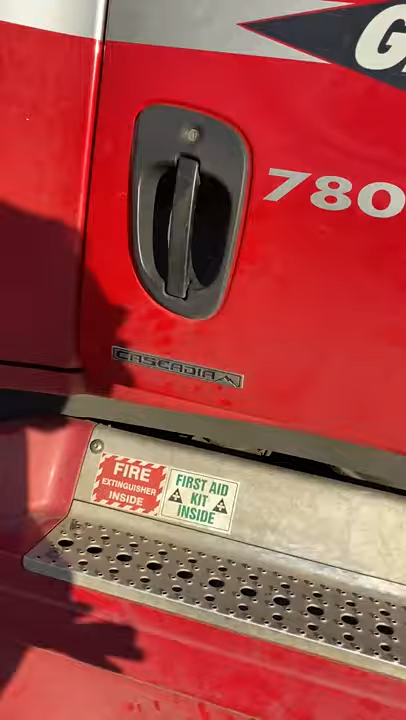 780
CASCADIA
FIRE
EXTINGUISHER
INSIDE
FIRST AID
KIT
INSIDE